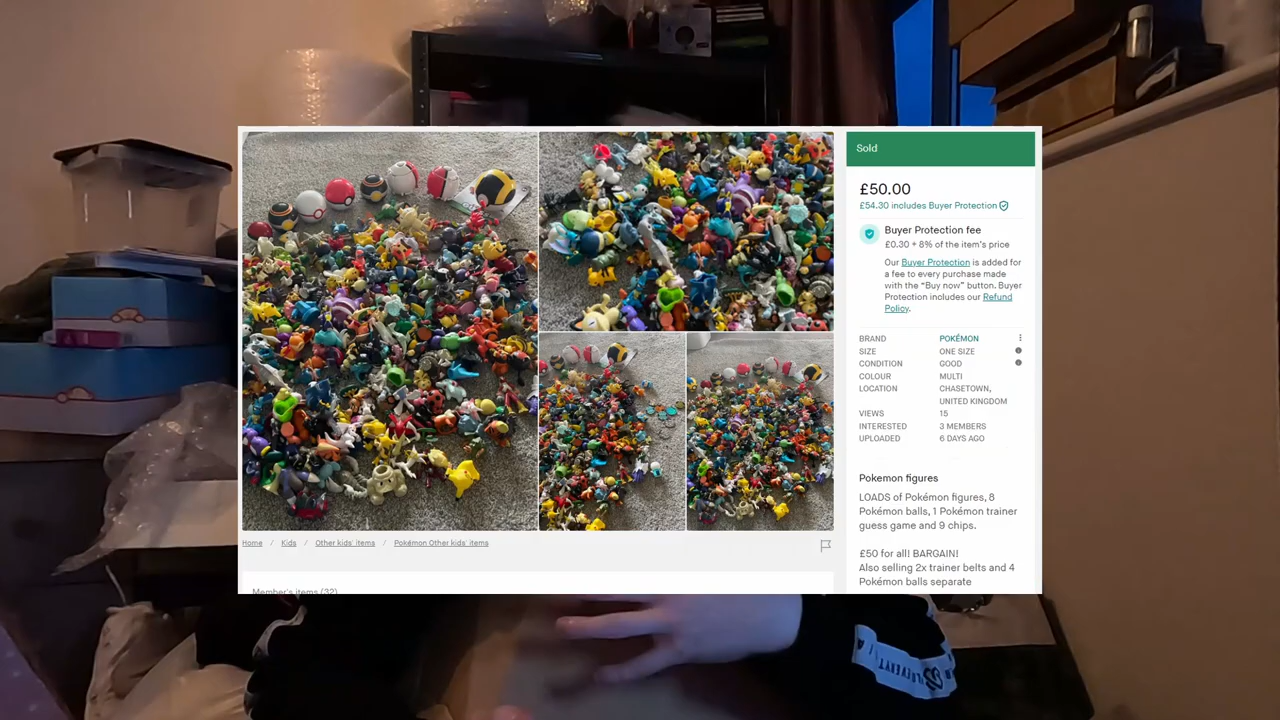 Sold
£50.00
£54.30 includes Buyer Protection
Buyer Protection fee
£0.30 + 8% of the item's price
Our Buyer Protection is added for
a fee to every purchase made
with the "Buy now" button. Buyer
Protection includes our Refund
Policy.
BRAND POKÉMON
SIZE ONE SIZE
CONDITION GOOD
COLOUR MULTI
LOCATION CHASETOWN,
UNITED KINGDOM
VIEWS 15
INTERESTED 3 MEMBERS
UPLOADED 6 DAYS AGO
Pokemon figures
LOADS of Pokémon figures, 8
Pokémon balls, 1 Pokémon trainer
guess game and 9 chips.
£50 for all! BARGAIN!
Also selling 2x trainer belts and 4
Pokémon balls separate
Home / Kids / Other kids' items / Pokémon Other kids' items
Member's items (32)